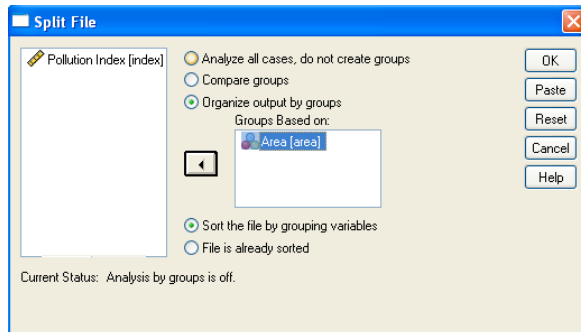 Split File
Pollution Index [index]
Analyze all cases, do not create groups
Compare groups
Organize output by groups
Groups Based on:
Area [area]
Sort the file by grouping variables
File is already sorted
Current Status: Analysis by groups is off.
OK
Paste
Reset
Cancel
Help